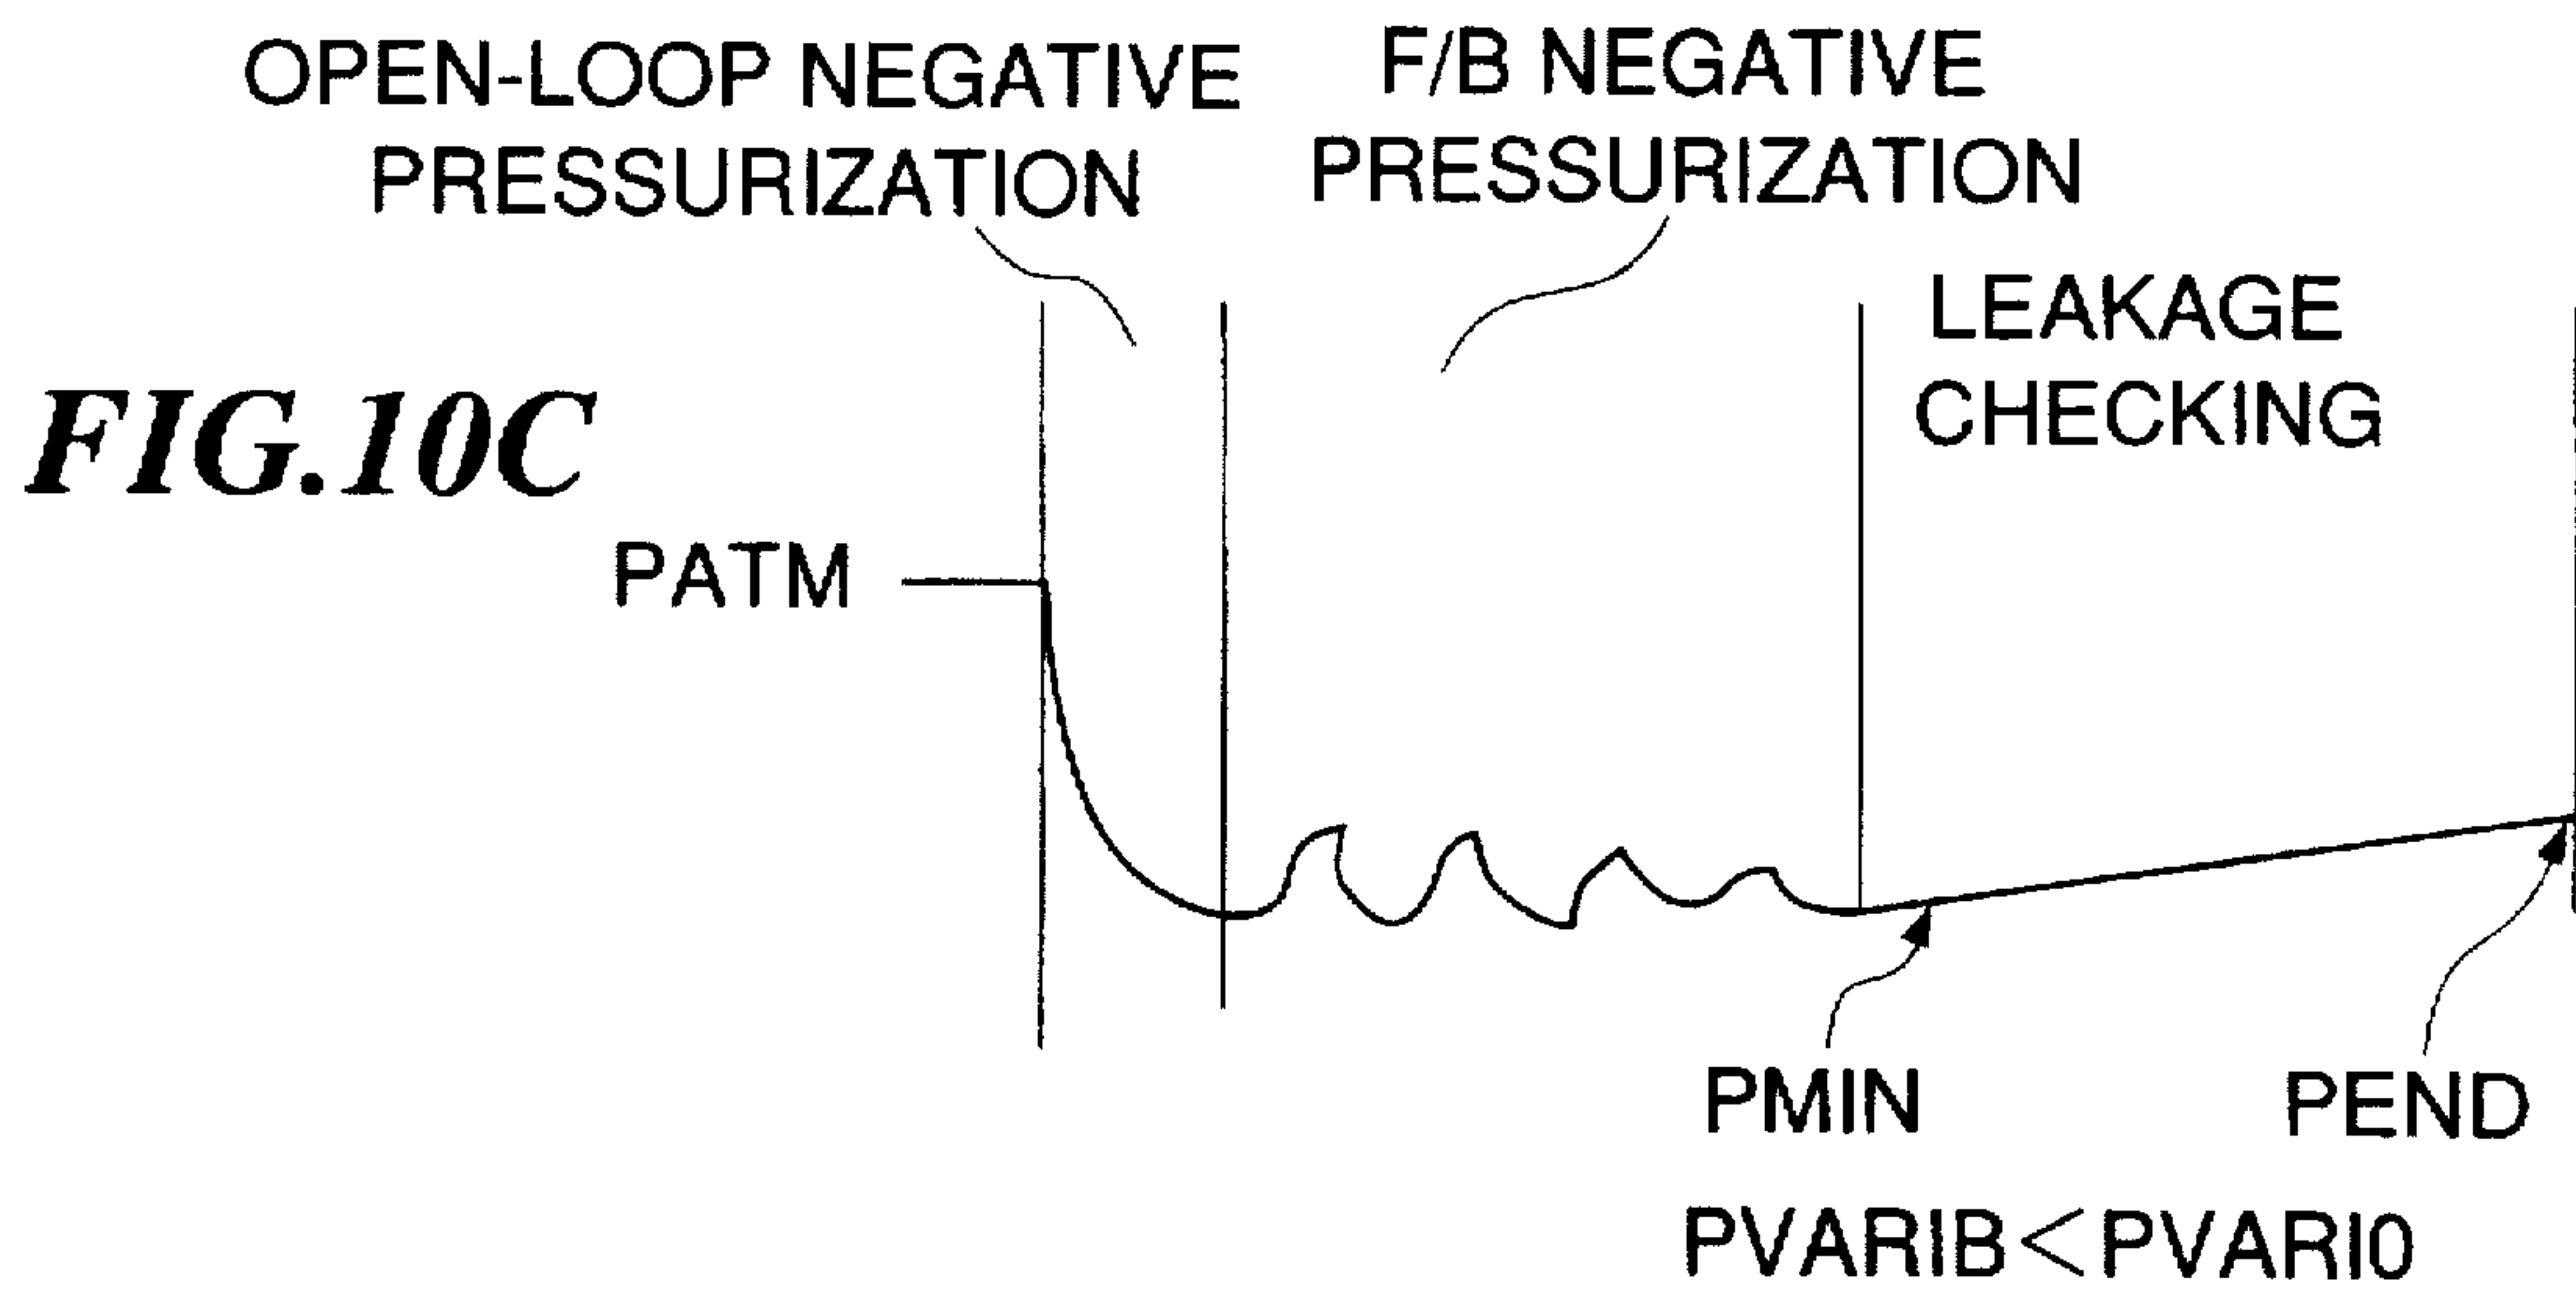 OPEN-LOOP NEGATIVE
PRESSURIZATION
F/B NEGATIVE
PRESSURIZATION
LEAKAGE
CHECKING
FIG.10C
PATM
PMIN
PEND
PVARIB<PVARI0